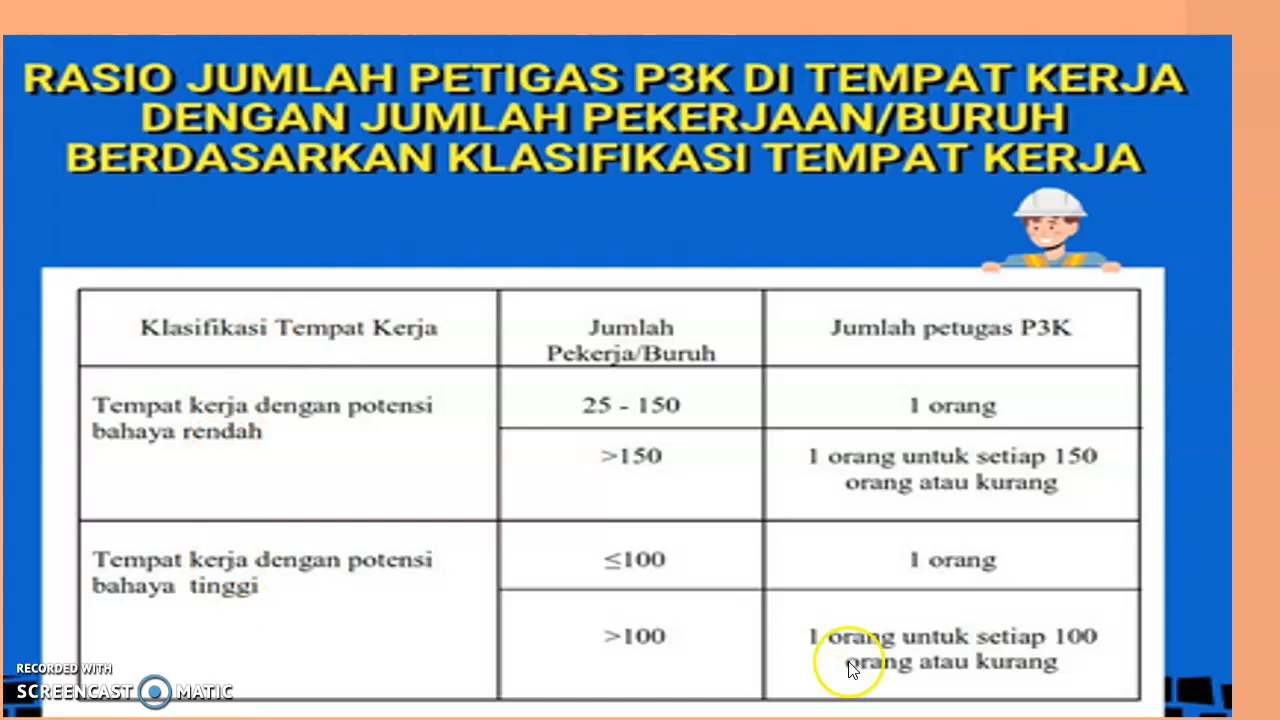 RASIO JUMLAH PETIGAS P3K DI TEMPAT KERJA
DENGAN JUMLAH PEKERJAAN/BURUH
BERDASARKAN KLASIFIKASI TEMPAT KERJA
Klasifikasi Tempat Kerja
Jumlah
Pekerja/Buruh
Jumlah petugas P3K
Tempat kerja dengan potensi
bahaya rendah
25 - 150
1 orang
>150
1 orang untuk setiap 150
orang atau kurang
Tempat kerja dengan potensi
bahaya tinggi
≤100
1 orang
>100
1 orang untuk setiap 100
orang atau kurang
RECORDED WITH
SCREENCAST MATIC